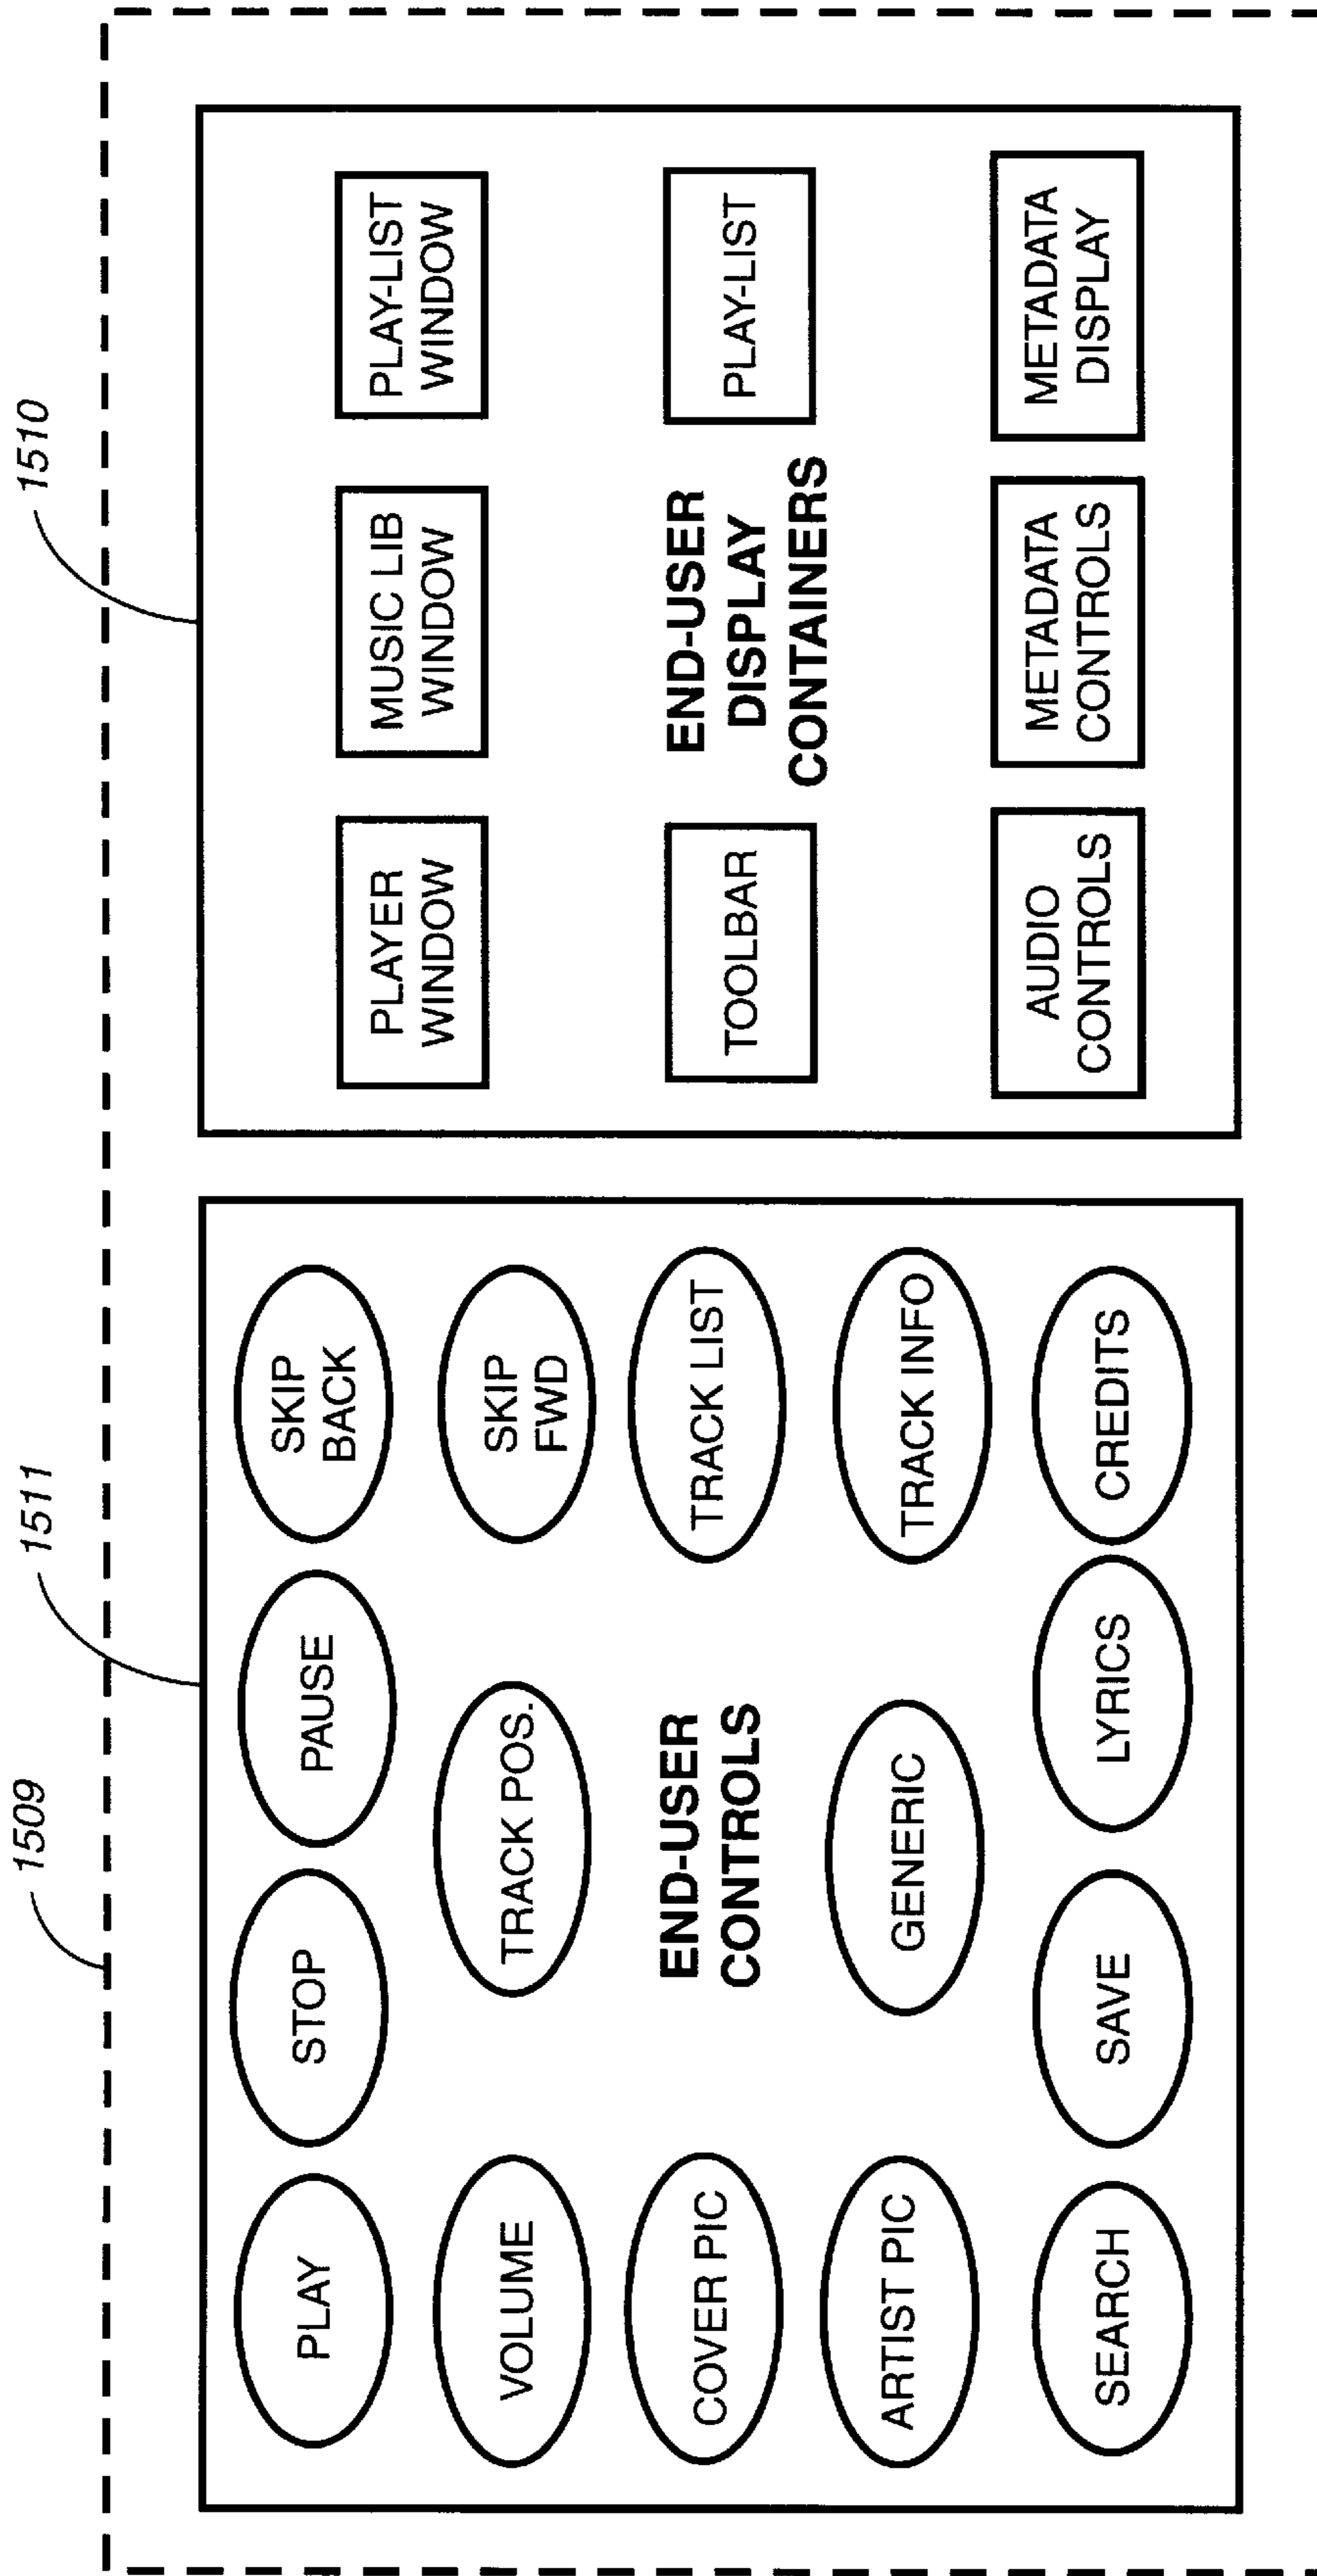 1509
1511
1510
PLAY
STOP
PAUSE
SKIP
BACK
VOLUME
TRACK POS.
SKIP
FWD
COVER PIC
END-USER
CONTROLS
TRACK LIST
ARTIST PIC
GENERIC
TRACK INFO
SEARCH
SAVE
LYRICS
CREDITS
PLAYER
WINDOW
MUSIC LIB
WINDOW
PLAY-LIST
WINDOW
TOOLBAR
END-USER
DISPLAY
CONTAINERS
PLAY-LIST
AUDIO
CONTROLS
METADATA
CONTROLS
METADATA
DISPLAY